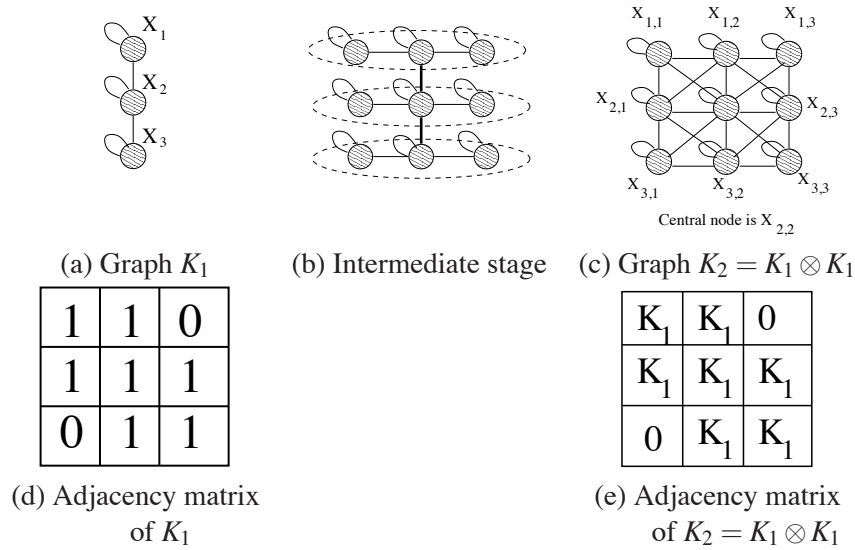 X1
X2
X3
X1,1 X1,2 X1,3
X2,1 X2,3
X3,1 X3,2 X3,3
Central node is X2,2
(a) Graph K1 (b) Intermediate stage (c) Graph K2 = K1 ⊗ K1
1 1 0 K1 K1 0
1 1 1 K1 K1 K1
0 1 1 0 K1 K1
(d) Adjacency matrix (e) Adjacency matrix
of K1 of K2 = K1 ⊗ K1